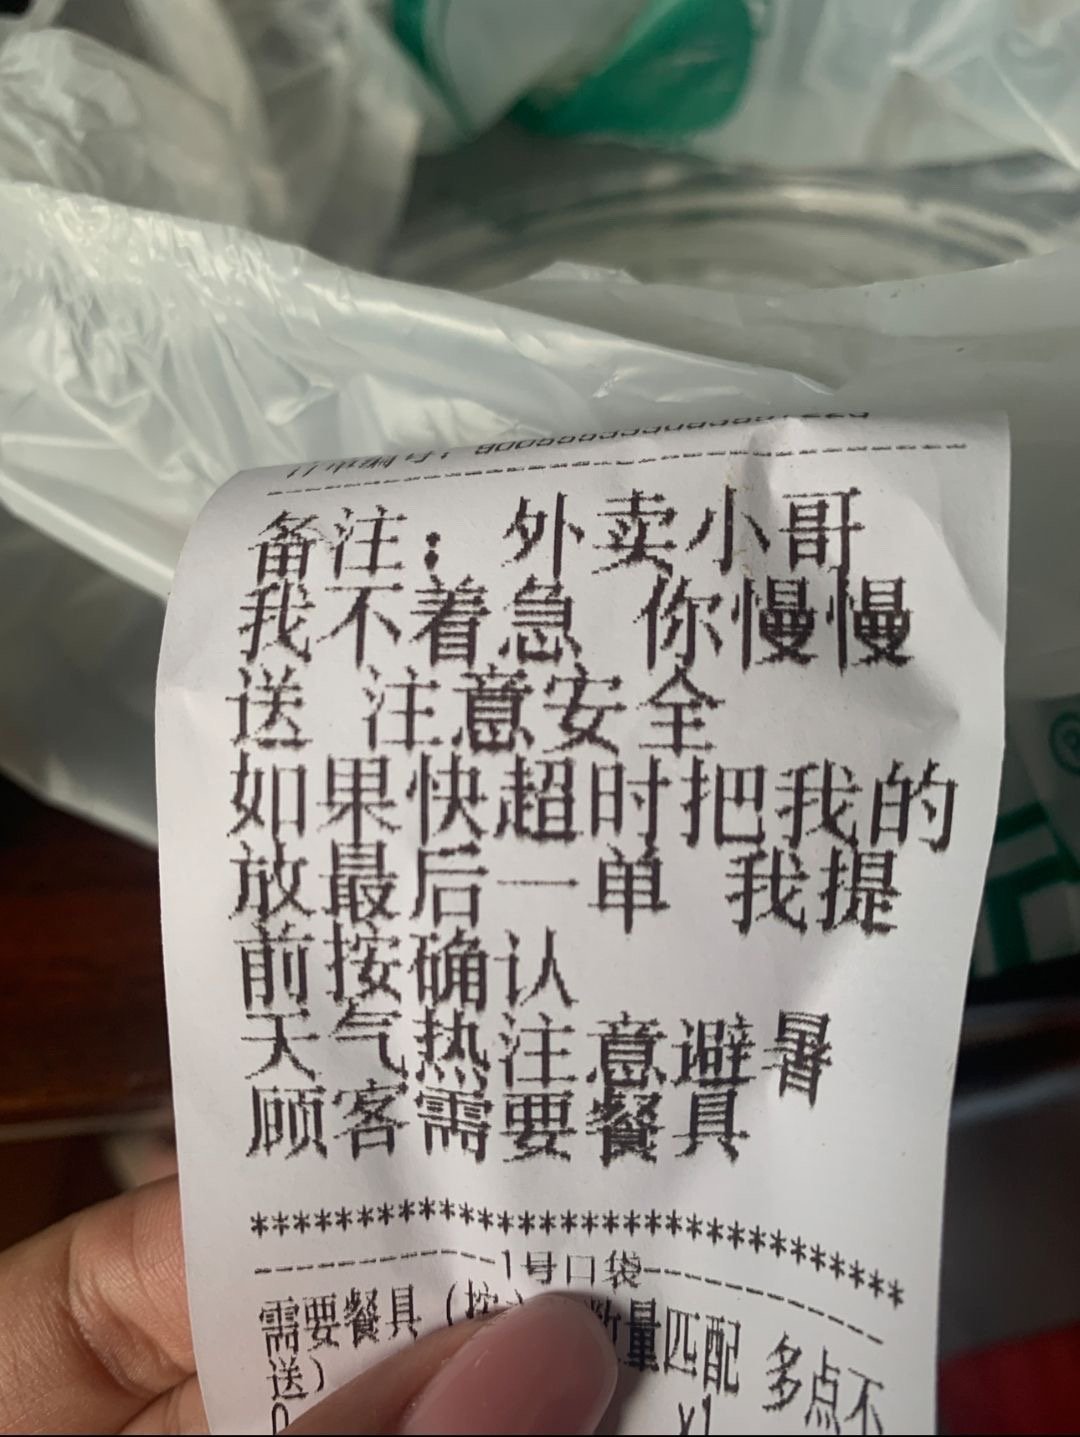 备注：外卖小哥
我不着急 你慢慢
送 注意安全
如果快超时把我的
放最后一单 我提
前按确认
天气热注意避暑
顾客需要餐具
********************************
-----------1号口袋-----------
需要餐具（按 数量匹配 多点不
送）
x1